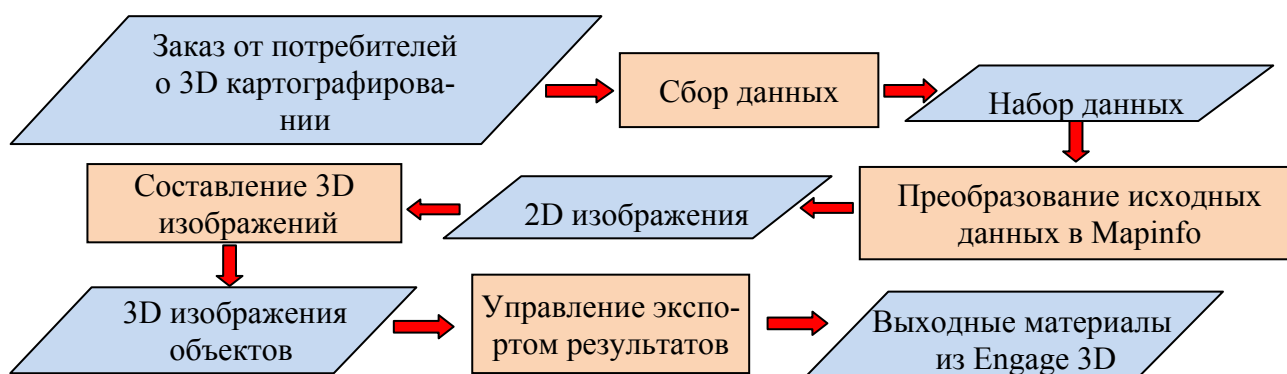 Заказ от потребителей
о 3D картографирова-
нии
Сбор данных
Набор данных
Преобразование исходных
данных в Mapinfo
2D изображения
Составление 3D
изображений
3D изображения
объектов
Управление экспо-
ртом результатов
Выходные материалы
из Engage 3D